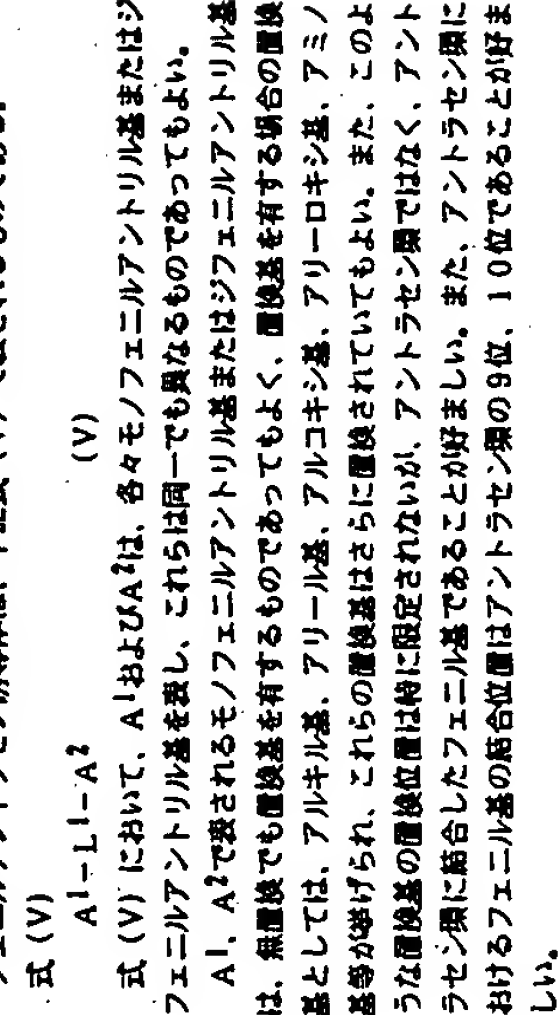 式 (V)
A¹－L¹－A² (V)
式 (V) において、A¹およびA²は、各々モノフェニルアントリル基またはジ
フェニルアントリル基を表し、これらは同一でも異なるものであってもよい。
A¹、A²で表されるモノフェニルアントリル基またはジフェニルアントリル基
は、無置換でも置換基を有するものであってもよく、置換基を有する場合の置換
基としては、アルキル基、アリール基、アルコキシ基、アリーロキシ基、アミノ
基等が挙げられ、これらの置換基はさらに置換されていてもよい。また、このよ
うな置換基の置換位置は特に限定されないが、アントラセン環ではなく、アント
ラセン環に結合したフェニル基であることが好ましい。また、アントラセン環に
おけるフェニル基の結合位置はアントラセン環の9位、10位であることが好ま
しい。